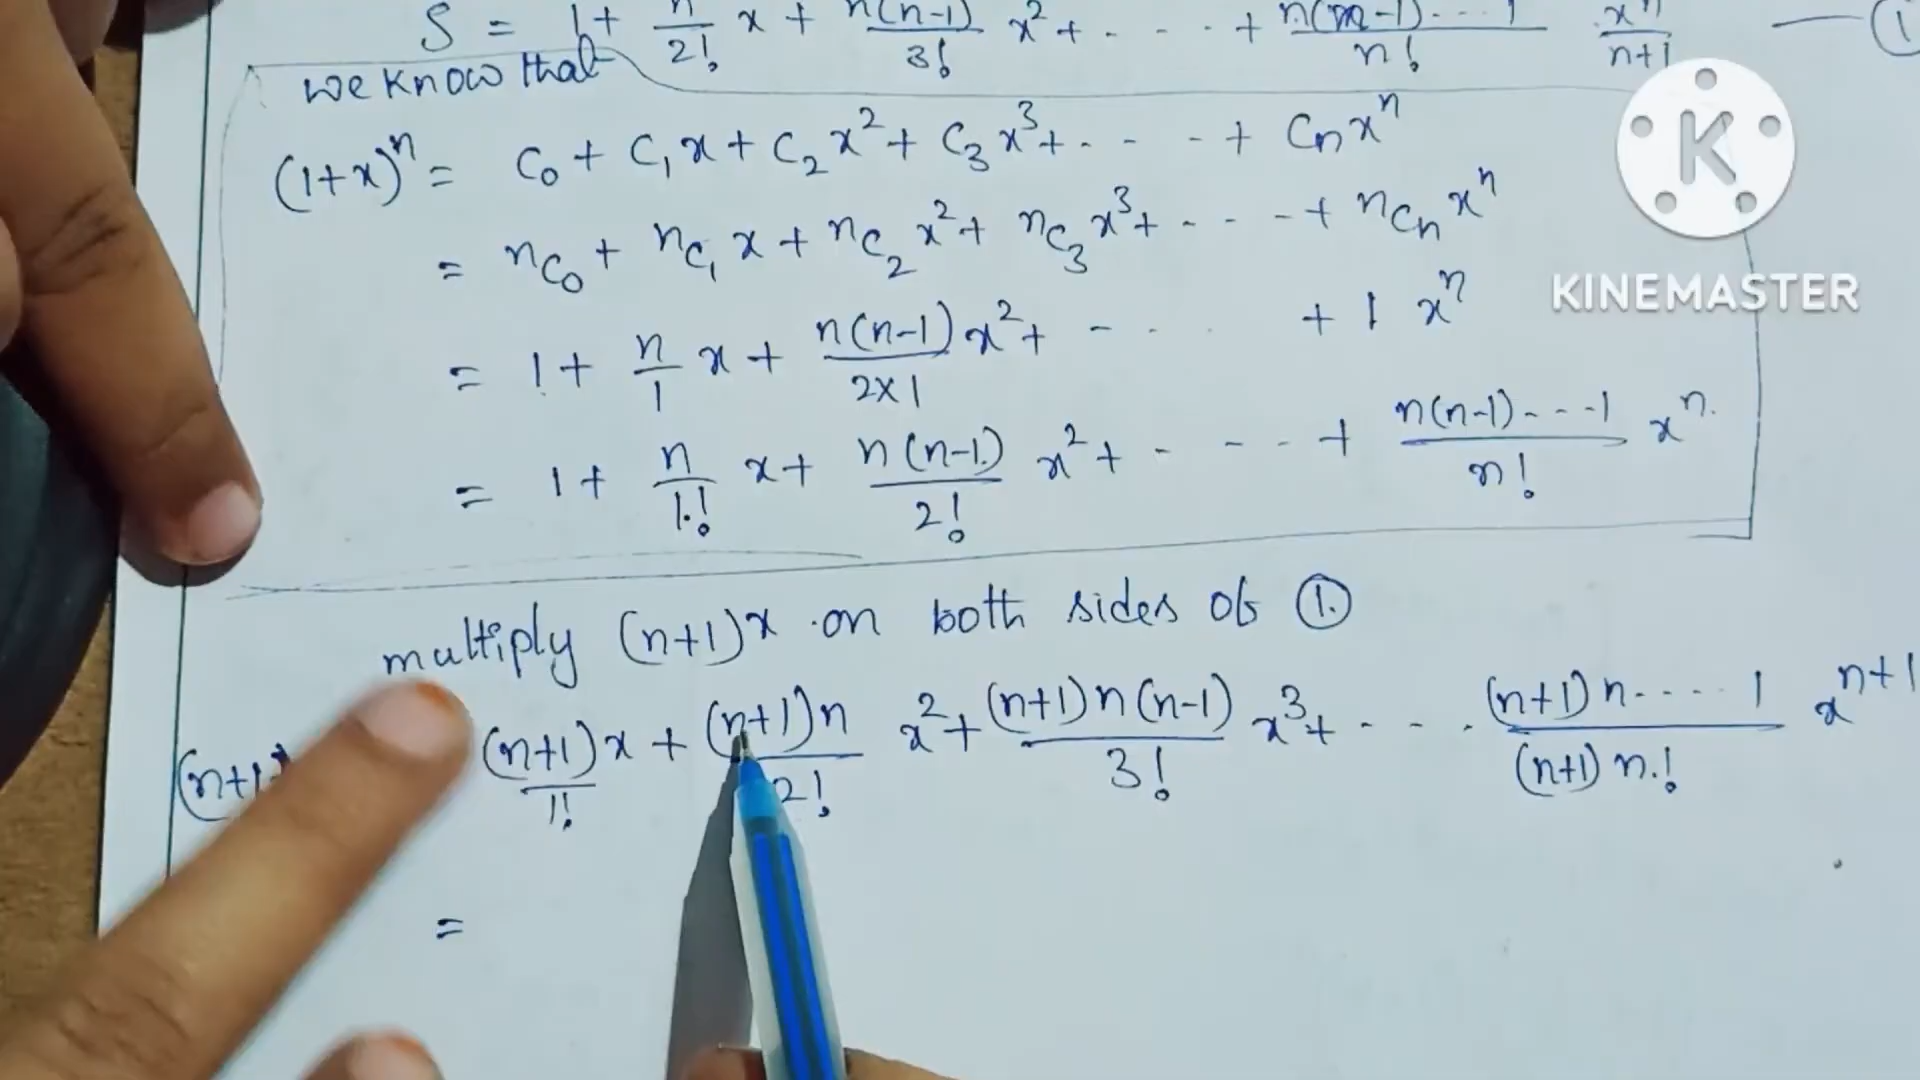 S = 1 + n/2! x + n(n-1)/3! x² + . - . - + n(n-1)---1/n! xⁿ/n+1 — ①
we know that
(1+x)ⁿ = C₀ + C₁x + C₂x² + C₃x³ + - - - + Cₙxⁿ
= nC₀ + nC₁ x + nC₂ x² + nC₃ x³ + - - - + nCₙ xⁿ
= 1 + n/1 x + n(n-1)/2×1 x² + - - . + 1 xⁿ
= 1 + n/1! x + n(n-1)/2! x² + - - - + n(n-1)---1/n! xⁿ
multiply (n+1)x on both sides of ①
(n+1) (n+1)x/1! + (n+1)n/2! x² + (n+1)n(n-1)/3! x³ + - - - (n+1)n----1/(n+1)n! xⁿ⁺¹
=
K
KINEMASTER